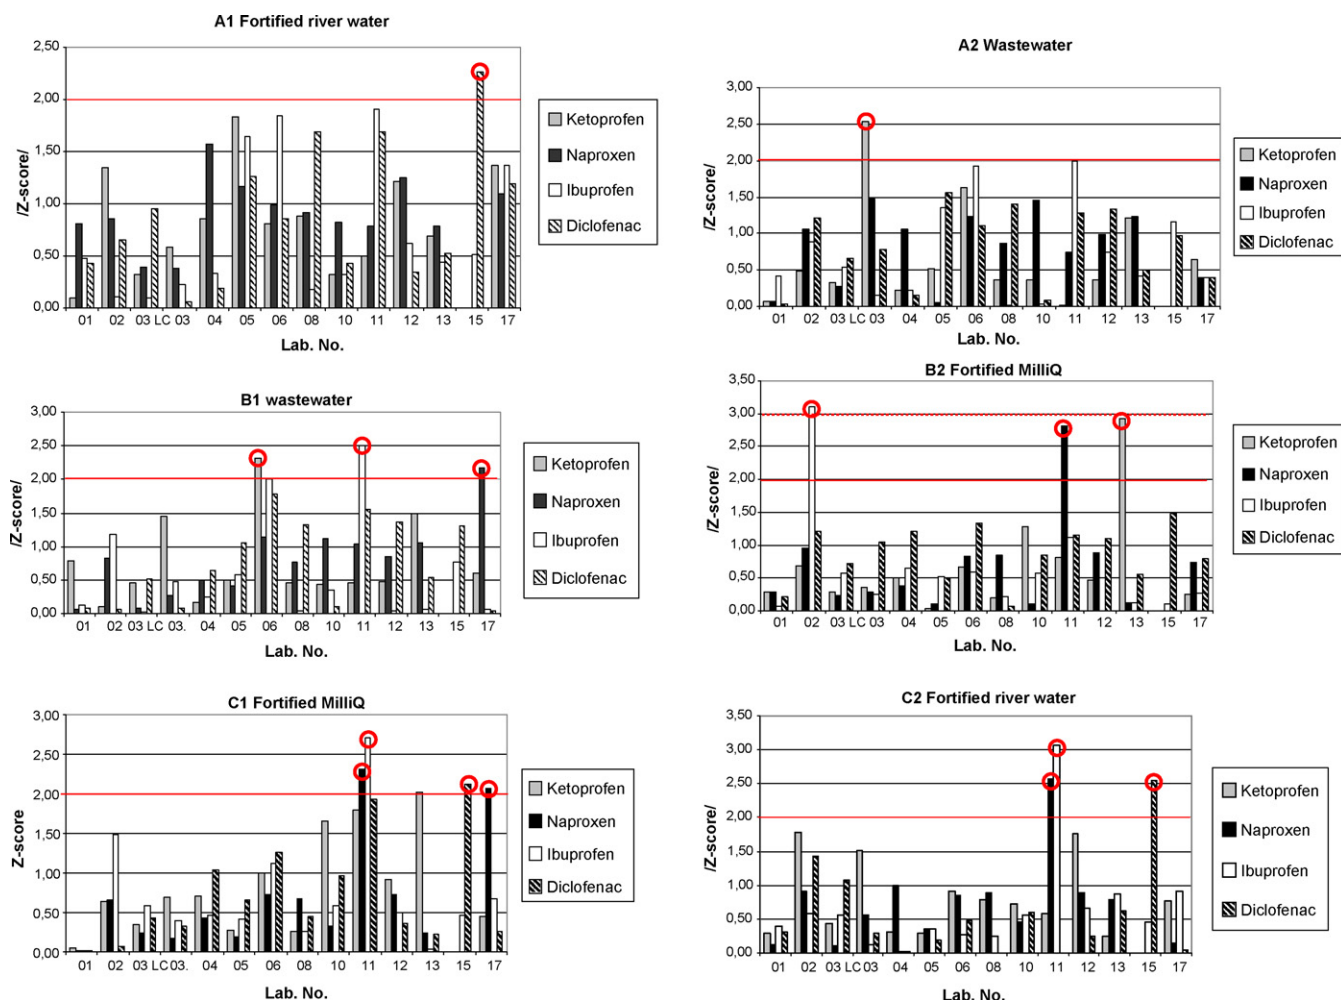 A1 Fortified river water
2,50
2,00
1,50
1,00
0,50
0,00
/Z-score/
01 02 03 LC 03 04 05 06 08 10 11 12 13 15 17
Lab. No.
Ketoprofen
Naproxen
Ibuprofen
Diclofenac
A2 Wastewater
3,00
2,50
2,00
1,50
1,00
0,50
0,00
/Z-score/
01 02 03 LC 03 04 05 06 08 10 11 12 13 15 17
Lab. No.
Ketoprofen
Naproxen
Ibuprofen
Diclofenac
B1 wastewater
3,00
2,50
2,00
1,50
1,00
0,50
0,00
/Z-score/
01 02 03 LC 03. 04 05 06 08 10 11 12 13 15 17
Lab. No.
Ketoprofen
Naproxen
Ibuprofen
Diclofenac
B2 Fortified MilliQ
3,50
3,00
2,50
2,00
1,50
1,00
0,50
0,00
/Z-score/
01 02 03 LC 03 04 05 06 08 10 11 12 13 15 17
Lab. No.
Ketoprofen
Naproxen
Ibuprofen
Diclofenac
C1 Fortified MilliQ
3,00
2,50
2,00
1,50
1,00
0,50
0,00
Z-score
01 02 03 LC 03. 04 05 06 08 10 11 12 13 15 17
Lab. No.
Ketoprofen
Naproxen
Ibuprofen
Diclofenac
C2 Fortified river water
3,50
3,00
2,50
2,00
1,50
1,00
0,50
0,00
/Z-score/
01 02 03 LC 03 04 05 06 08 10 11 12 13 15 17
Lab. No.
Ketoprofen
Naproxen
Ibuprofen
Diclofenac